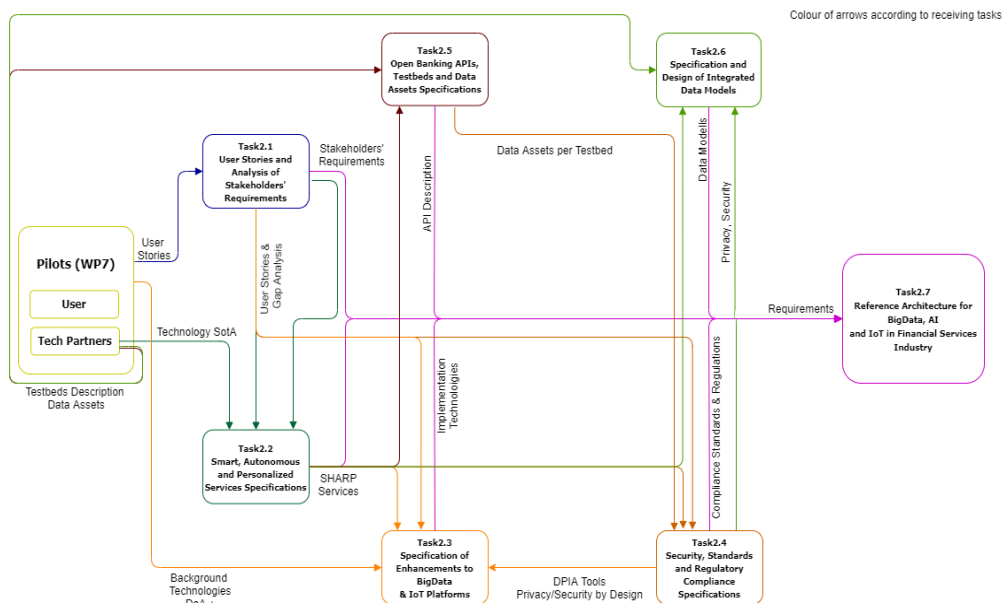 Colour of arrows according to receiving tasks
Task2.5
Open Banking APIs,
Testbeds and Data
Assets Specifications
Task2.6
Specification and
Design of Integrated
Data Models
Task2.1
User Stories and
Analysis of
Stakeholders'
Requirements
Stakeholders'
Requirements
Data Assets per Testbed
API Description
Data Modells
Privacy, Security
User
Stories
User Stories &
Gap Analysis
Pilots (WP7)
User
Tech Partners
Technology SotA
Testbeds Description
Data Assets
Requirements
Task2.7
Reference Architecture for
BigData, AI
and IoT in Financial Services
Industry
Implementation
Technoloigies
Compliance Standards & Regulations
Task2.2
Smart, Autonomous
and Personalized
Services Specifications
SHARP
Services
Task2.3
Specification of
Enhancements to
BigData
& IoT Platforms
Task2.4
Security, Standards
and Regulatory
Compliance
Specifications
DPIA Tools
Privacy/Security by Design
Background
Technologies